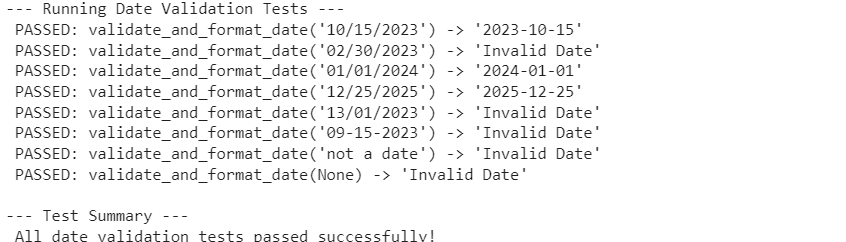 --- Running Date Validation Tests ---
PASSED: validate_and_format_date('10/15/2023') -> '2023-10-15'
PASSED: validate_and_format_date('02/30/2023') -> 'Invalid Date'
PASSED: validate_and_format_date('01/01/2024') -> '2024-01-01'
PASSED: validate_and_format_date('12/25/2025') -> '2025-12-25'
PASSED: validate_and_format_date('13/01/2023') -> 'Invalid Date'
PASSED: validate_and_format_date('09-15-2023') -> 'Invalid Date'
PASSED: validate_and_format_date('not a date') -> 'Invalid Date'
PASSED: validate_and_format_date(None) -> 'Invalid Date'
--- Test Summary ---
All date validation tests passed successfully!